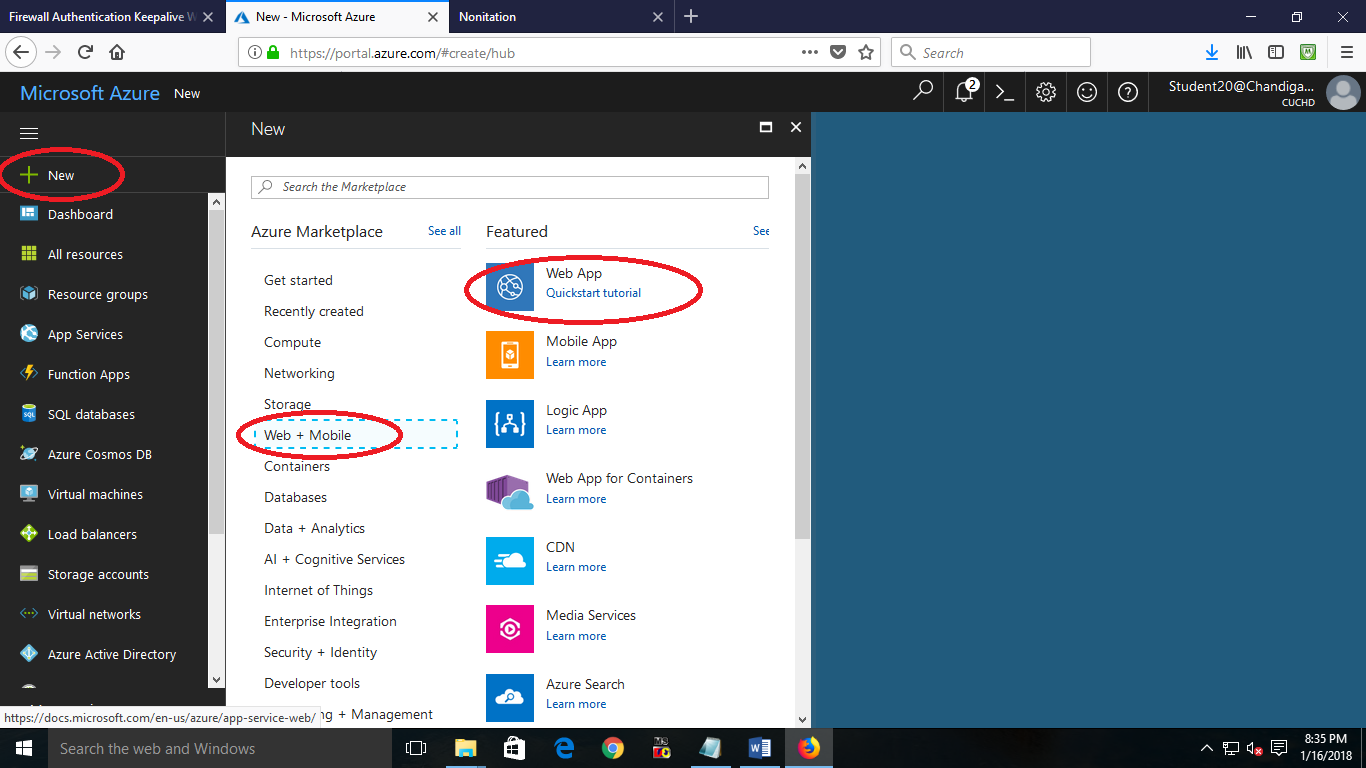 Firewall Authentication Keepalive W
New - Microsoft Azure
Nonitation
https://portal.azure.com/#create/hub
Search
Microsoft Azure
New
2
Student20@Chandiga...
CUCHD
New
Dashboard
All resources
Resource groups
App Services
Function Apps
SQL databases
Azure Cosmos DB
Virtual machines
Load balancers
Storage accounts
Virtual networks
Azure Active Directory
New
Search the Marketplace
Azure Marketplace
See all
Get started
Recently created
Compute
Networking
Storage
Web + Mobile
Containers
Databases
Data + Analytics
AI + Cognitive Services
Internet of Things
Enterprise Integration
Security + Identity
Developer tools
+ Management
Featured
See
Web App
Quickstart tutorial
Mobile App
Learn more
Logic App
Learn more
Web App for Containers
Learn more
CDN
Learn more
Media Services
Learn more
Azure Search
Learn more
https://docs.microsoft.com/en-us/azure/app-service-web/
Search the web and Windows
8:35 PM
1/16/2018